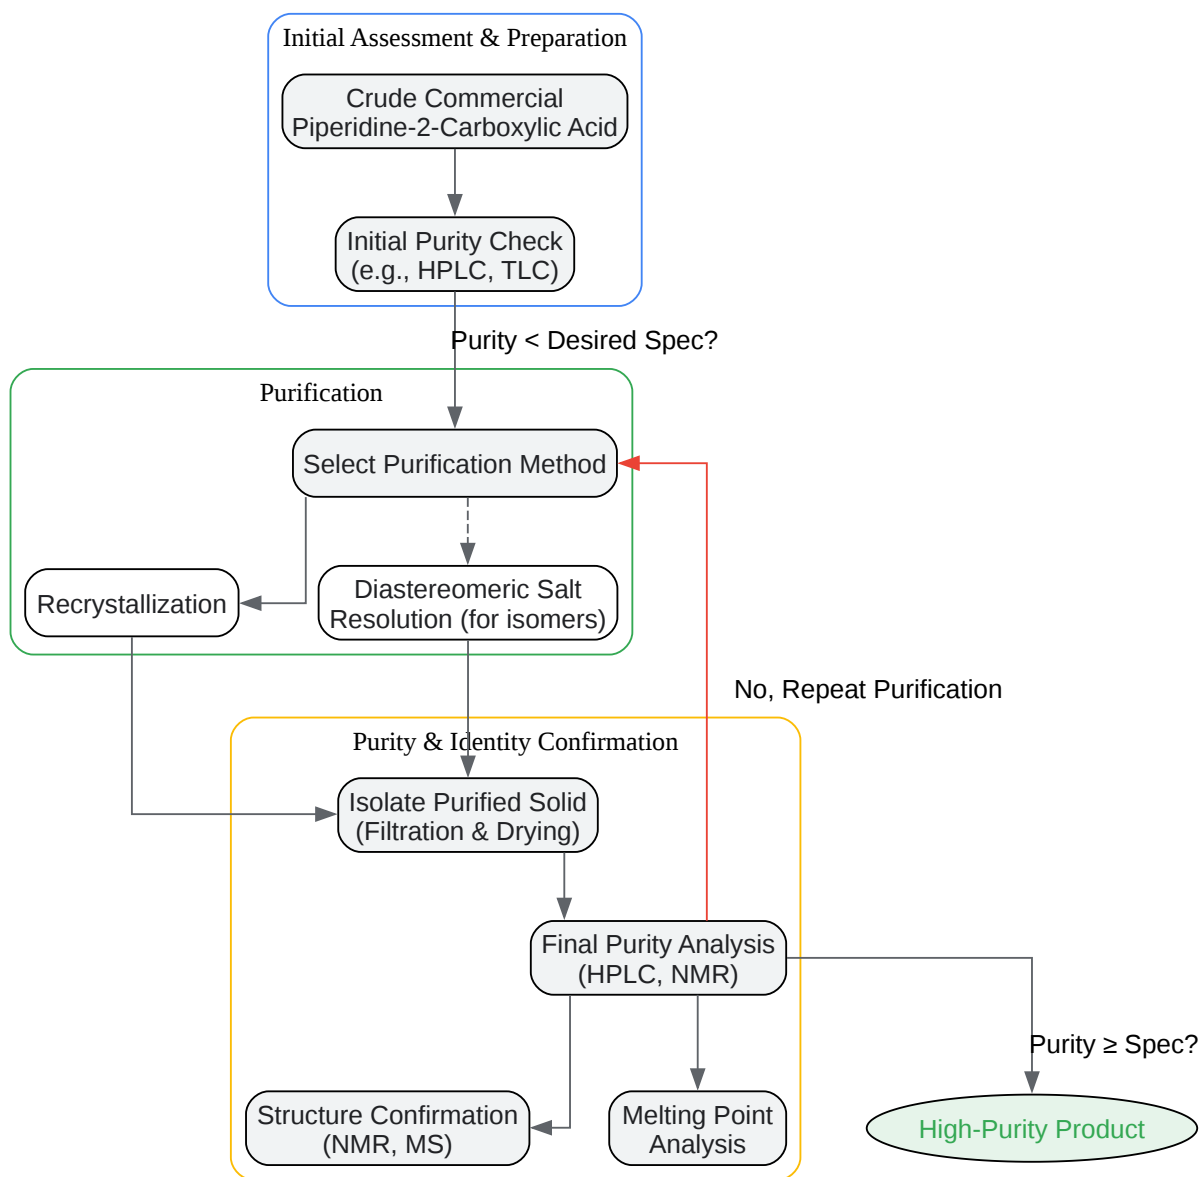 Initial Assessment & Preparation
Crude Commercial
Piperidine-2-Carboxylic Acid
Initial Purity Check
(e.g., HPLC, TLC)
Purity < Desired Spec?
Purification
Select Purification Method
Recrystallization
Diastereomeric Salt
Resolution (for isomers)
No, Repeat Purification
Purity & Identity Confirmation
Isolate Purified Solid
(Filtration & Drying)
Final Purity Analysis
(HPLC, NMR)
Purity ≥ Spec?
Structure Confirmation
(NMR, MS)
Melting Point
Analysis
High-Purity Product